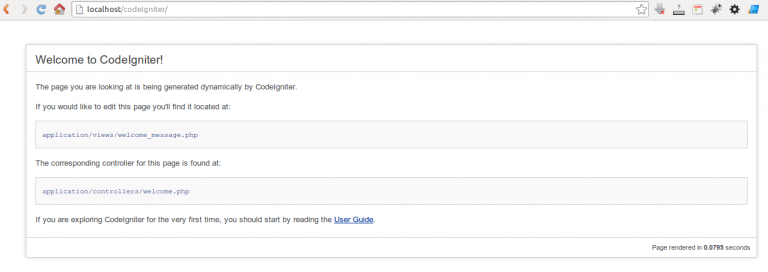 localhost/codeIgniter/
Welcome to CodeIgniter!
The page you are looking at is being generated dynamically by CodeIgniter.
If you would like to edit this page you'll find it located at:
application/views/welcome_message.php
The corresponding controller for this page is found at:
application/controllers/welcome.php
If you are exploring CodeIgniter for the very first time, you should start by reading the User Guide.
Page rendered in 0.0795 seconds